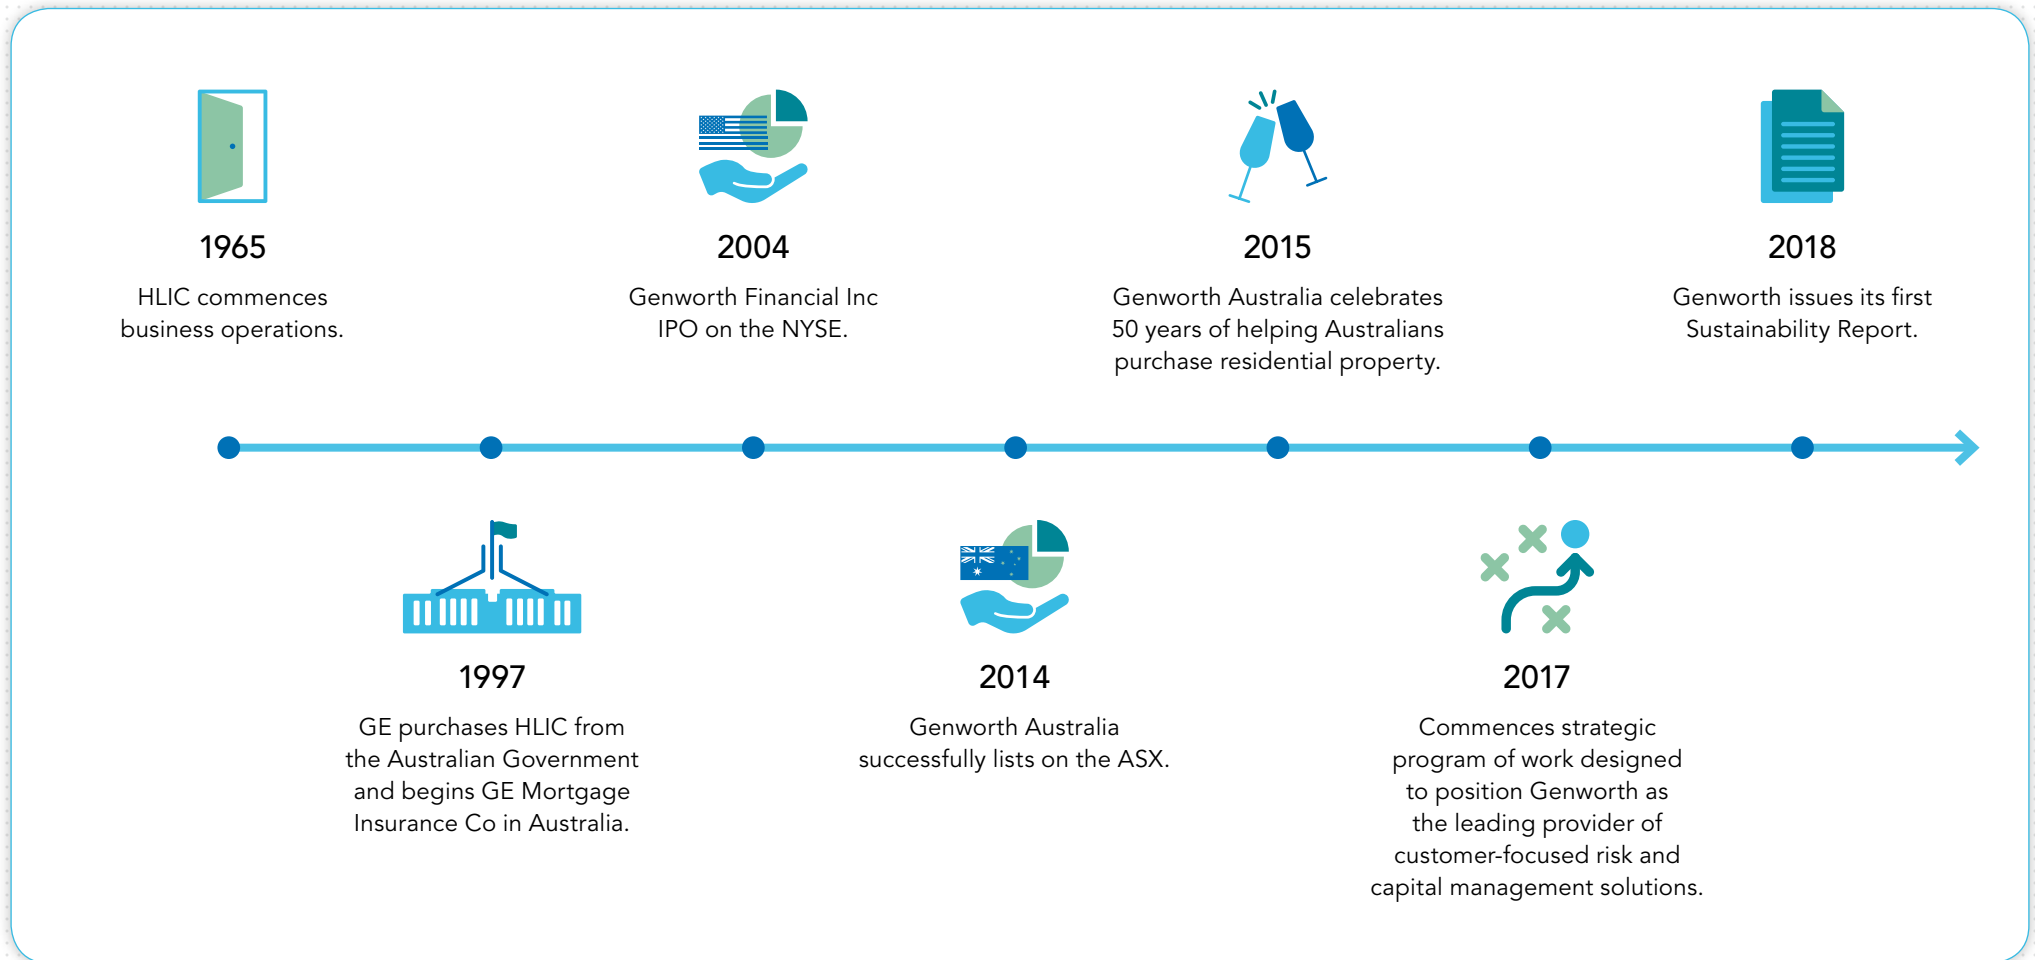 1965
HLIC commences
business operations.
2004
Genworth Financial Inc
IPO on the NYSE.
2015
Genworth Australia celebrates
50 years of helping Australians
purchase residential property.
2018
Genworth issues its first
Sustainability Report.
1997
GE purchases HLIC from
the Australian Government
and begins GE Mortgage
Insurance Co in Australia.
2014
Genworth Australia
successfully lists on the ASX.
2017
Commences strategic
program of work designed
to position Genworth as
the leading provider of
customer-focused risk and
capital management solutions.